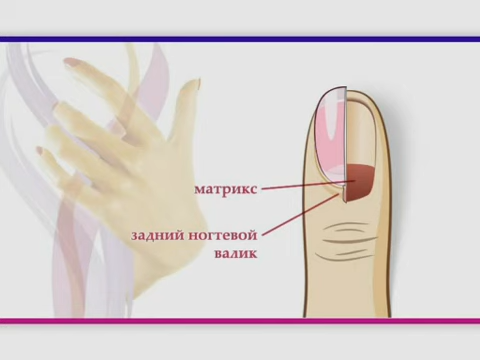 матрикс
задний ногтевой
валик